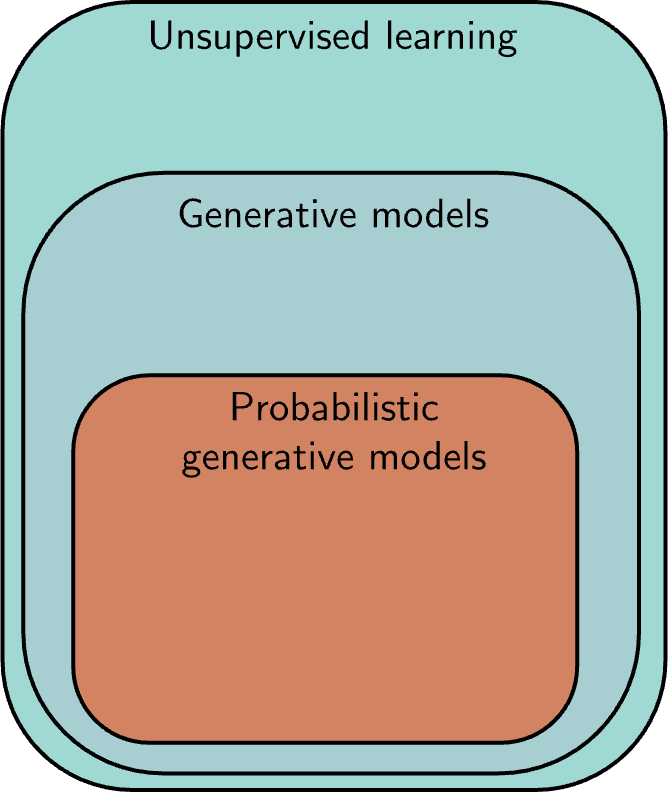 Unsupervised learning
Generative models
Probabilistic
generative models